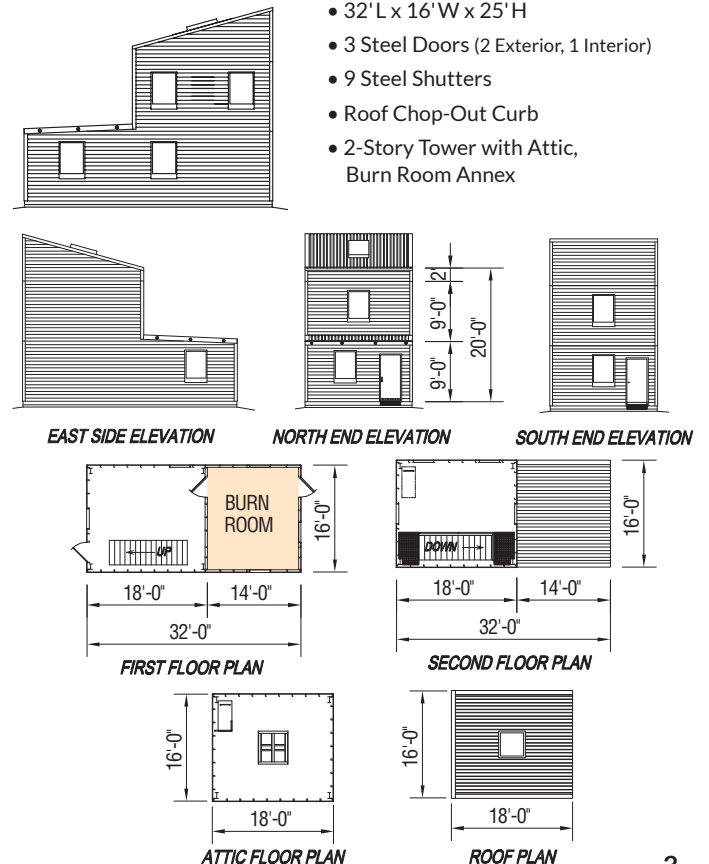 • 32' L x 16' W x 25' H
• 3 Steel Doors (2 Exterior, 1 Interior)
• 9 Steel Shutters
• Roof Chop-Out Curb
• 2-Story Tower with Attic,
Burn Room Annex
2'
9'-0"
9'-0"
20'-0"
EAST SIDE ELEVATION
NORTH END ELEVATION
SOUTH END ELEVATION
BURN
ROOM
UP
16'-0"
18'-0"
14'-0"
32'-0"
FIRST FLOOR PLAN
DOWN
16'-0"
18'-0"
14'-0"
32'-0"
SECOND FLOOR PLAN
16'-0"
18'-0"
ATTIC FLOOR PLAN
16'-0"
18'-0"
ROOF PLAN